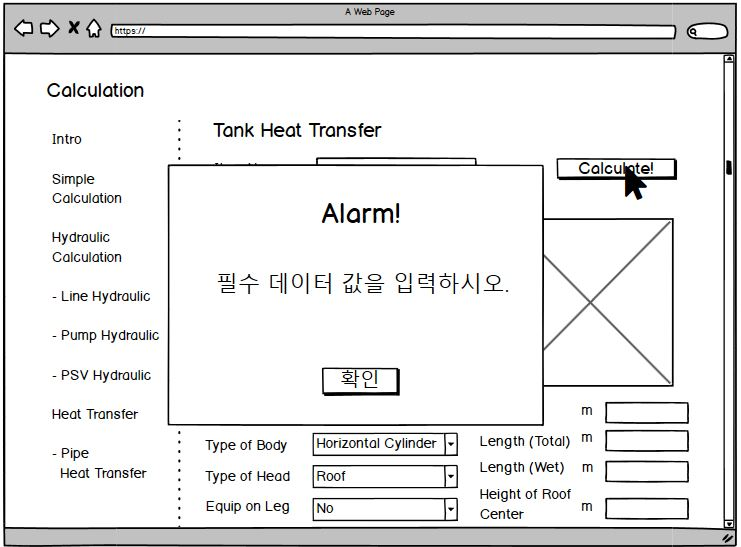 A Web Page
https://
Calculation
Intro
Simple
Calculation
Hydraulic
Calculation
- Line Hydraulic
- Pump Hydraulic
- PSV Hydraulic
Heat Transfer
- Pipe
Heat Transfer
Tank Heat Transfer
Calculate!
Alarm!
필수 데이터 값을 입력하시오.
확인
m
Type of Body Horizontal Cylinder Length (Total) m
Type of Head Roof Length (Wet) m
Equip on Leg No Height of Roof
Center m